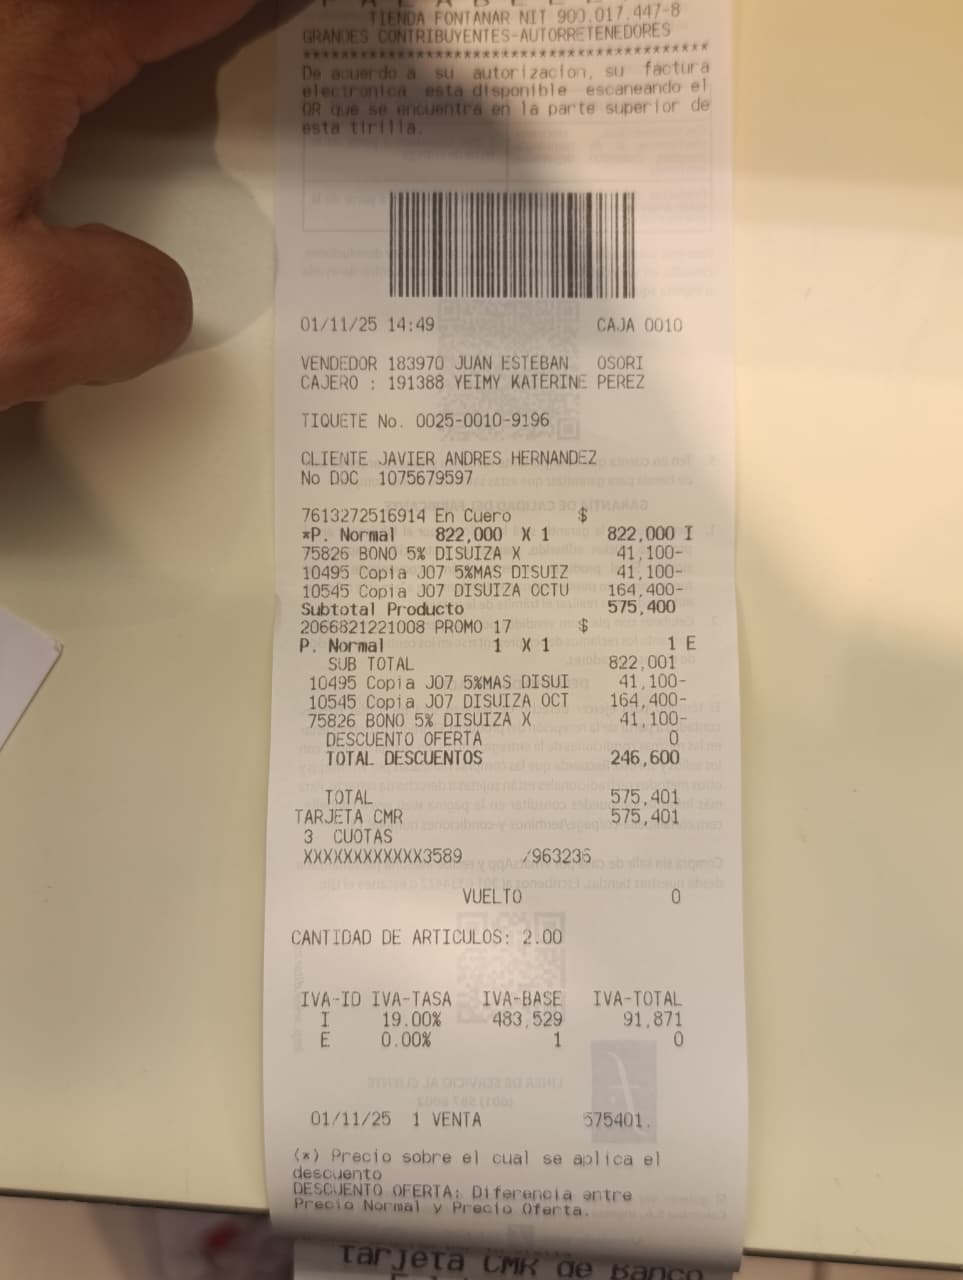 TIENDA FONTANAR NIT 900.017.447-8
GRANDES CONTRIBUYENTES-AUTORRETENEDORES
******************************************
De acuerdo a su autorizacion, su factura
electronica esta disponible escaneando el
QR que se encuentra en la parte superior de
esta tirilla.
01/11/25 14:49 CAJA 0010
VENDEDOR 183970 JUAN ESTEBAN OSORI
CAJERO : 191388 YEIMY KATERINE PEREZ
TIQUETE No. 0025-0010-9196
CLIENTE JAVIER ANDRES HERNANDEZ
No DOC 1075679597
7613272516914 En Cuero $
*P. Normal 822,000 X 1 822,000 I
75826 BONO 5% DISUIZA X 41,100-
10495 Copia J07 5%MAS DISUIZ 41,100-
10545 Copia J07 DISUIZA OCTU 164,400-
Subtotal Producto 575,400
2066821221008 PROMO 17 $
P. Normal 1 X 1 1 E
SUB TOTAL 822,001
10495 Copia J07 5%MAS DISUI 41,100-
10545 Copia J07 DISUIZA OCT 164,400-
75826 BONO 5% DISUIZA X 41,100-
DESCUENTO OFERTA 0
TOTAL DESCUENTOS 246,600
TOTAL 575,401
TARJETA CMR 575,401
3 CUOTAS
XXXXXXXXXXXX3589 /963236
VUELTO 0
CANTIDAD DE ARTICULOS: 2.00
IVA-ID IVA-TASA IVA-BASE IVA-TOTAL
I 19.00% 483,529 91,871
E 0.00% 1 0
01/11/25 1 VENTA 575401.
(*) Precio sobre el cual se aplica el
descuento
DESCUENTO OFERTA: Diferencia entre
Precio Normal y Precio Oferta.
Tarjeta CMR de Banco